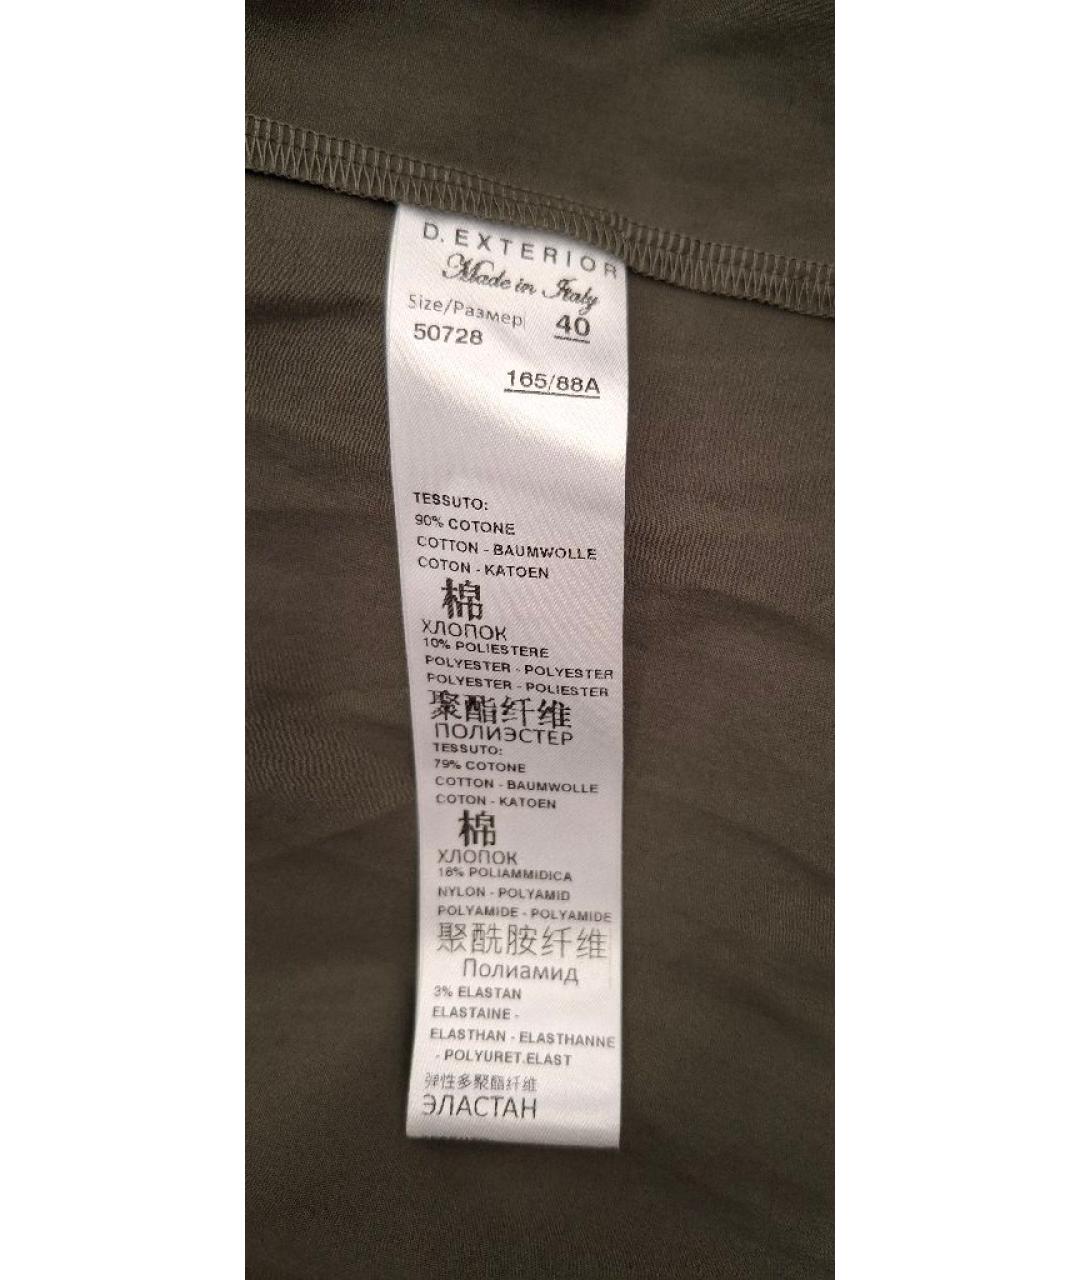 D. EXTERIOR
Made in Italy
Size/Размер 40
50728
165/88A
TESSUTO:
90% COTONE
COTTON - BAUMWOLLE
COTON - KATOEN
棉
ХЛОПОК
10% POLIESTERE
POLYESTER - POLYESTER
POLYESTER - POLIESTER
聚酯纤维
ПОЛИЭСТЕР
TESSUTO:
79% COTONE
COTTON - BAUMWOLLE
COTON - KATOEN
棉
ХЛОПОК
18% POLIAMMIDICA
NYLON - POLYAMID
POLYAMIDE - POLYAMIDE
聚酰胺纤维
Полиамид
3% ELASTAN
ELASTAINE -
ELASTHAN - ELASTHANNE
- POLYURET.ELAST
弹性多聚酯纤维
ЭЛАСТАН